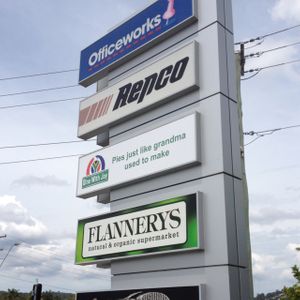 Officeworks
Repco
Pies just like grandma
used to make
FLANNERYS
natural & organic supermarket